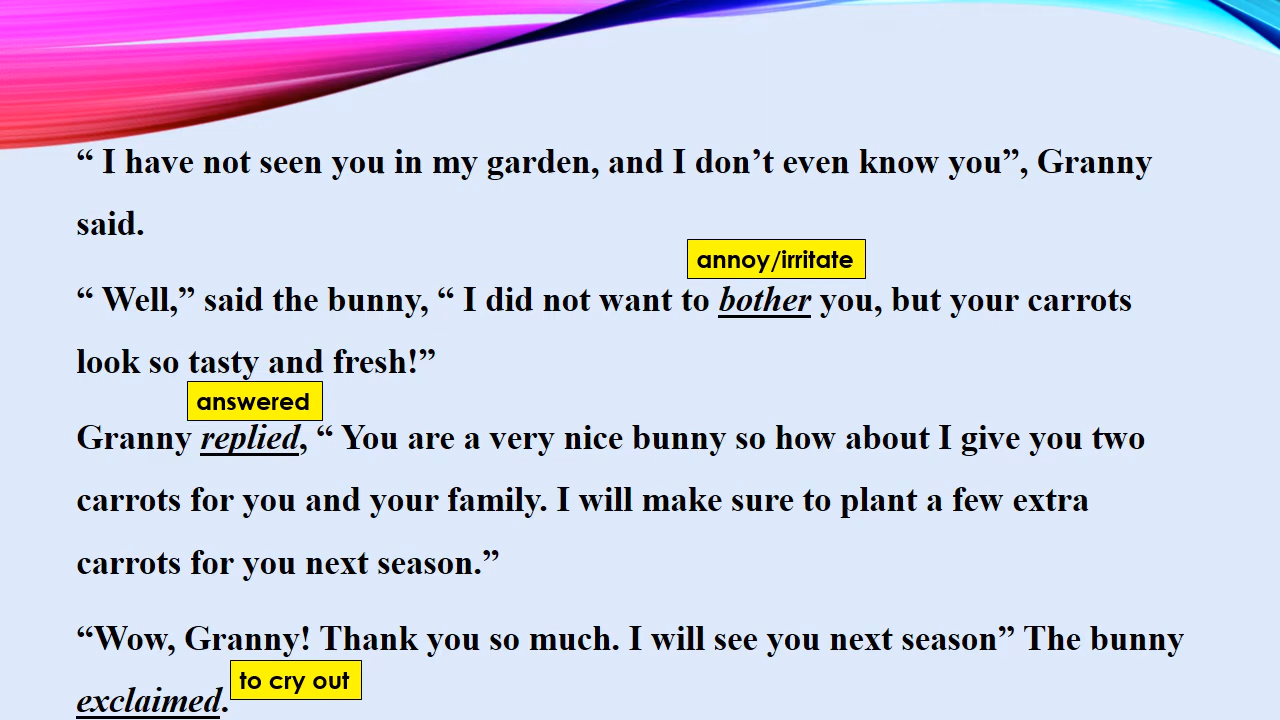 “ I have not seen you in my garden, and I don’t even know you”, Granny
said.
annoy/irritate
“ Well,” said the bunny, “ I did not want to bother you, but your carrots
look so tasty and fresh!”
answered
Granny replied, “ You are a very nice bunny so how about I give you two
carrots for you and your family. I will make sure to plant a few extra
carrots for you next season.”
“Wow, Granny! Thank you so much. I will see you next season” The bunny
to cry out
exclaimed.